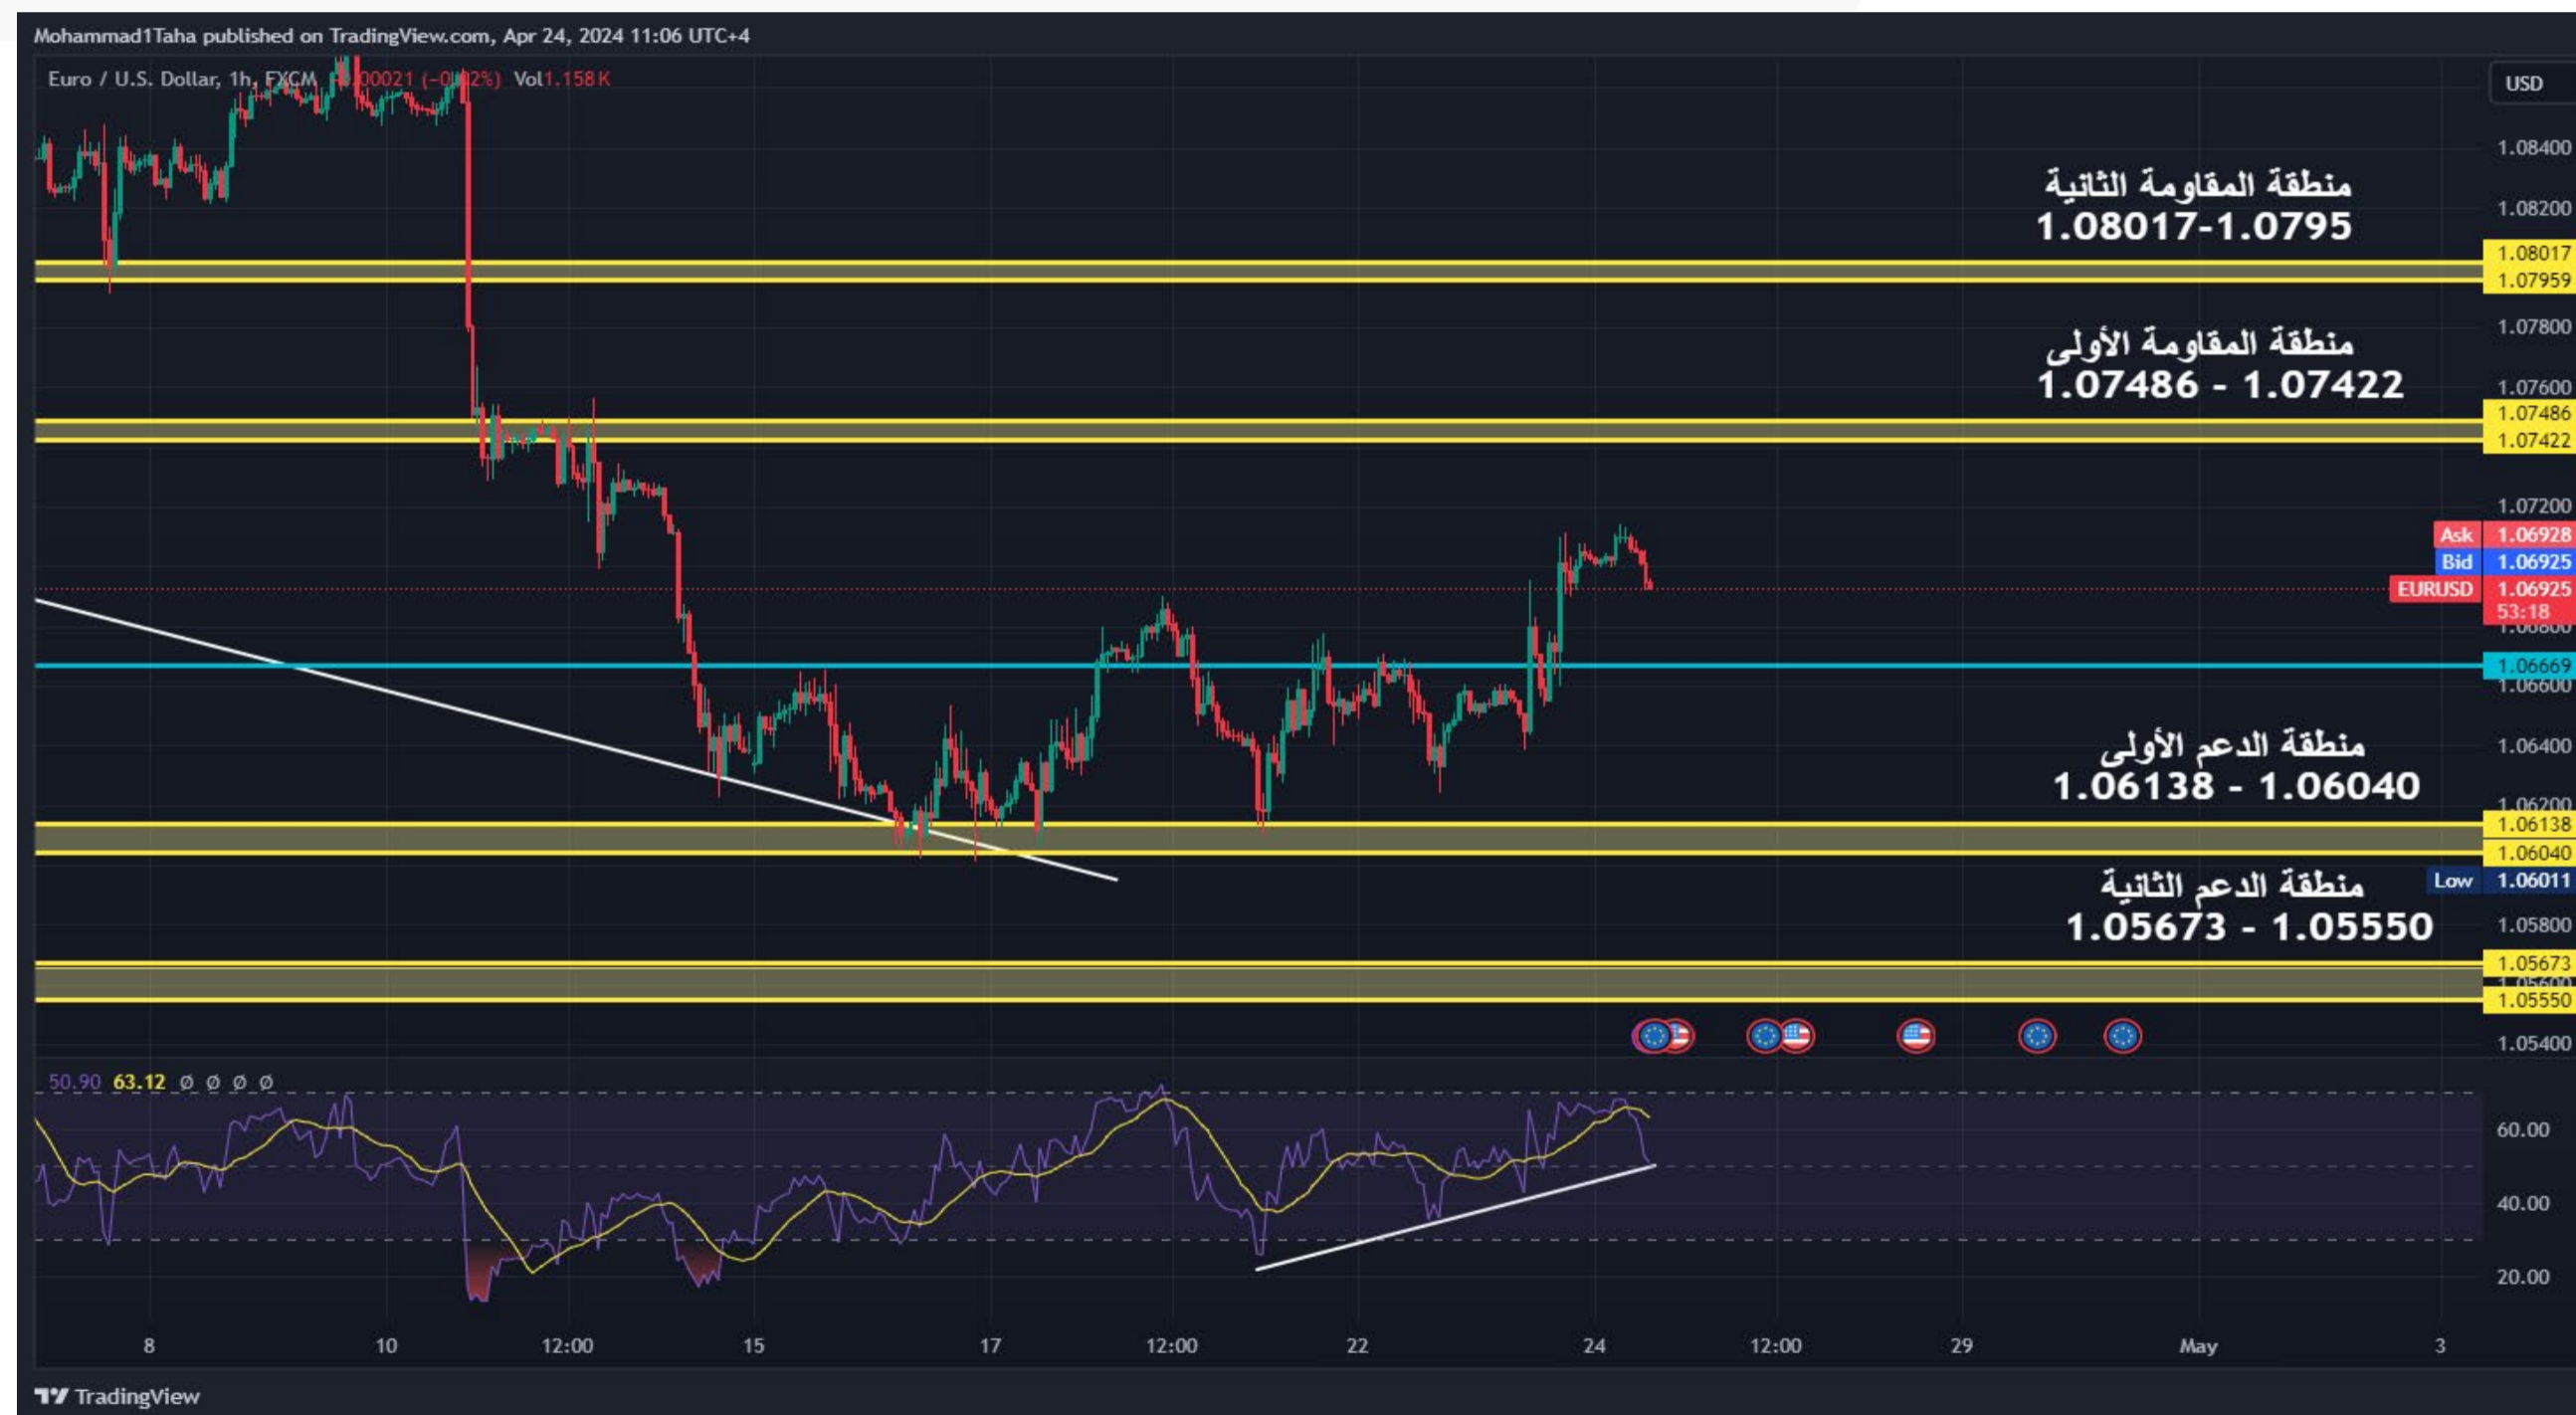 Mohammad1Taha published on TradingView.com, Apr 24, 2024 11:06 UTC+4
Euro / U.S. Dollar, 1h, FXCM Vol1.158K
USD
1.08400
منطقة المقاومة الثانية
1.08017-1.0795
1.08200
1.08017
1.07959
1.07800
منطقة المقاومة الأولى
1.07486 - 1.07422
1.07600
1.07486
1.07422
1.07200
Ask 1.06928
Bid 1.06925
EURUSD 1.06925
53:18
1.06800
1.06669
1.06600
منطقة الدعم الأولى
1.06138 - 1.06040
1.06400
1.06200
1.06138
1.06040
منطقة الدعم الثانية
1.05673 - 1.05550
Low 1.06011
1.05800
1.05673
1.05550
1.05400
50.90 63.12 Ø Ø Ø Ø
60.00
40.00
20.00
8 10 12:00 15 17 12:00 22 24 12:00 29 May 3
TradingView